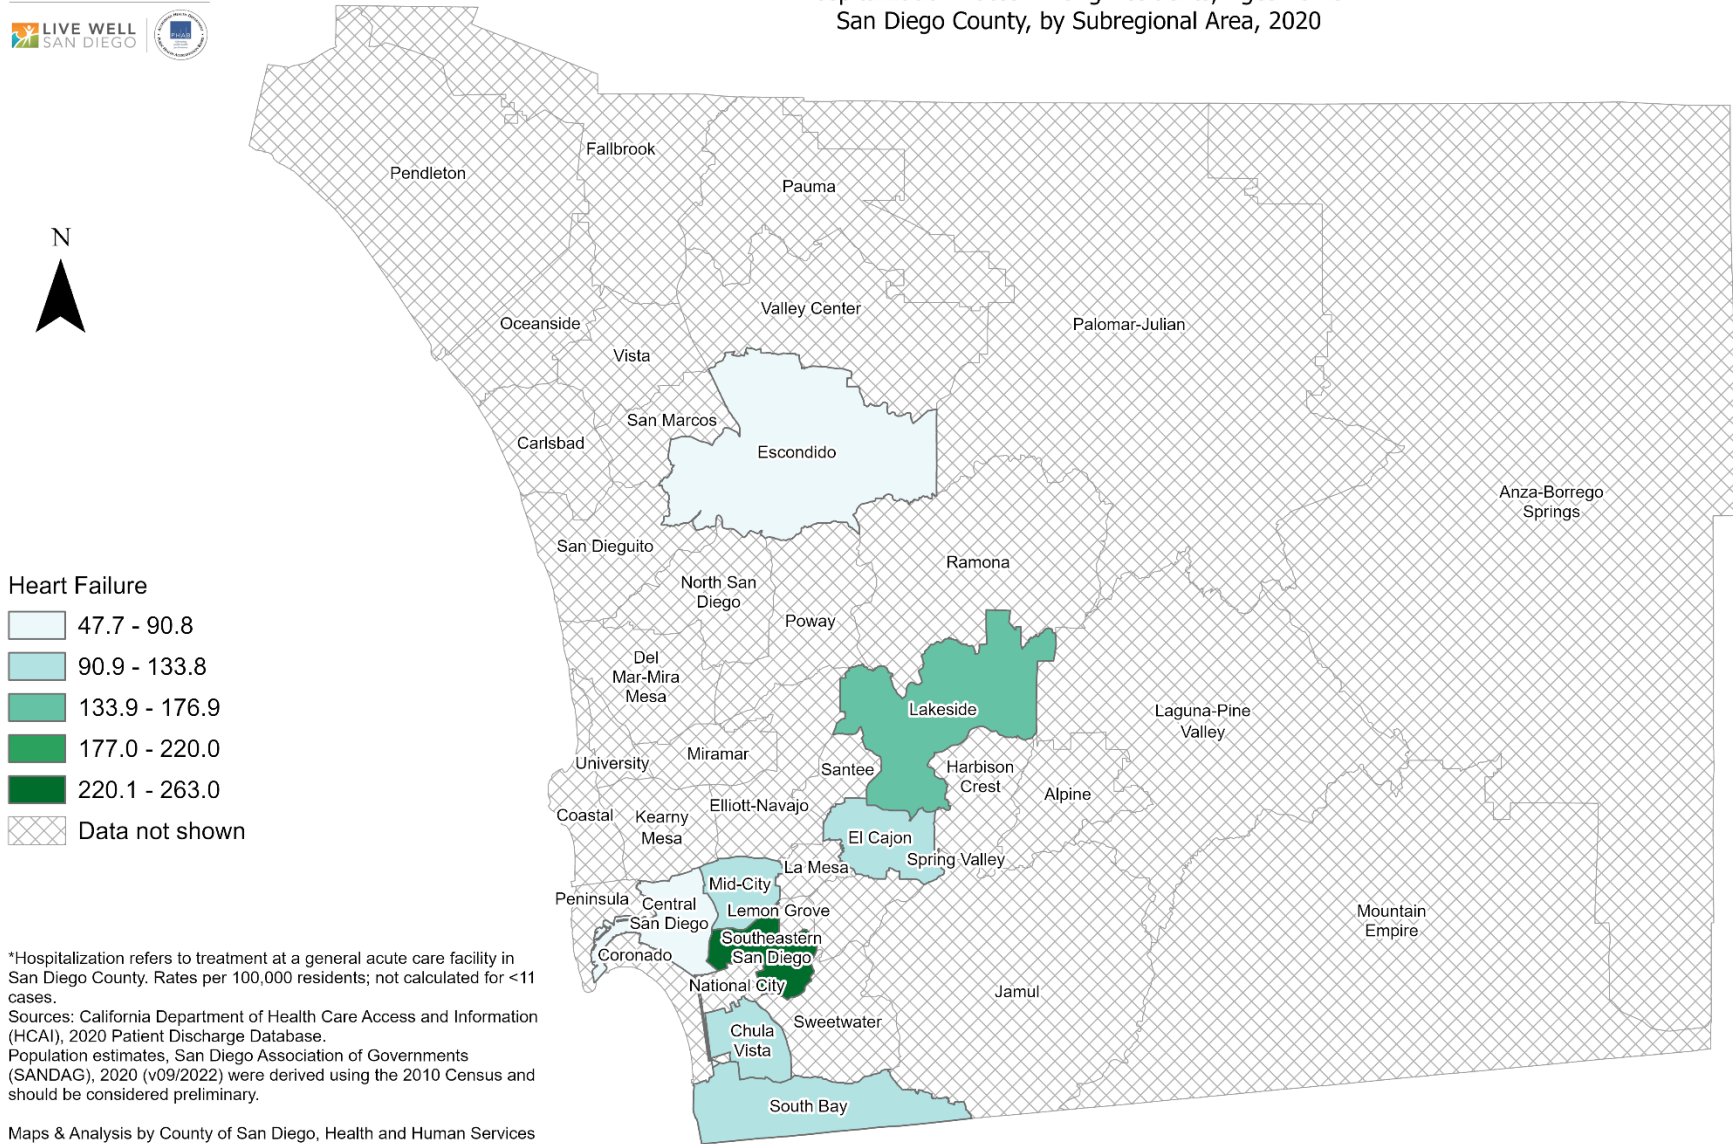 LIVE WELL
SAN DIEGO
San Diego County, by Subregional Area, 2020
N
Pendleton
Fallbrook
Pauma
Oceanside
Valley Center
Palomar-Julian
Vista
San Marcos
Carlsbad
Escondido
Anza-Borrego
Springs
San Dieguito
Ramona
North San
Diego
Poway
Del
Mar-Mira
Mesa
Lakeside
Laguna-Pine
Valley
Miramar
University
Santee
Harbison
Crest
Alpine
Elliott-Navajo
Coastal
Kearny
Mesa
El Cajon
Spring Valley
La Mesa
Mid-City
Peninsula
Central
San Diego
Lemon Grove
Mountain
Empire
Southeastern
San Diego
Coronado
National City
Jamul
Sweetwater
Chula
Vista
South Bay
Heart Failure
47.7 - 90.8
90.9 - 133.8
133.9 - 176.9
177.0 - 220.0
220.1 - 263.0
Data not shown
*Hospitalization refers to treatment at a general acute care facility in
San Diego County. Rates per 100,000 residents; not calculated for <11
cases.
Sources: California Department of Health Care Access and Information
(HCAI), 2020 Patient Discharge Database.
Population estimates, San Diego Association of Governments
(SANDAG), 2020 (v09/2022) were derived using the 2010 Census and
should be considered preliminary.
Maps & Analysis by County of San Diego, Health and Human Services